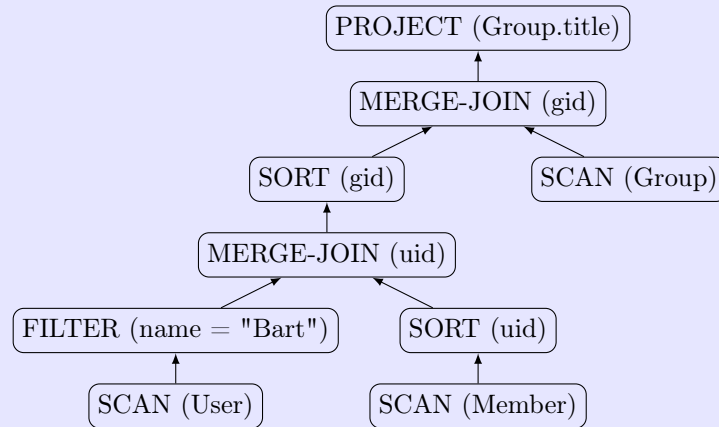 PROJECT (Group.title)
MERGE-JOIN (gid)
SORT (gid)
SCAN (Group)
MERGE-JOIN (uid)
FILTER (name = "Bart")
SORT (uid)
SCAN (User)
SCAN (Member)